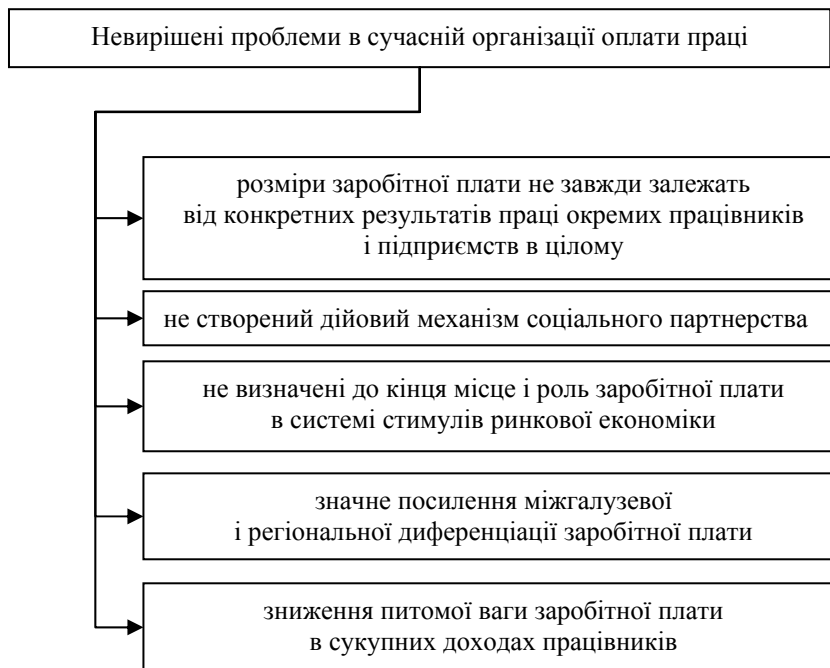 Невирішені проблеми в сучасній організації оплати праці
розміри заробітної плати не завжди залежать
від конкретних результатів праці окремих працівників
і підприємств в цілому
не створений дійовий механізм соціального партнерства
не визначені до кінця місце і роль заробітної плати
в системі стимулів ринкової економіки
значне посилення міжгалузевої
і регіональної диференціації заробітної плати
зниження питомої ваги заробітної плати
в сукупних доходах працівників